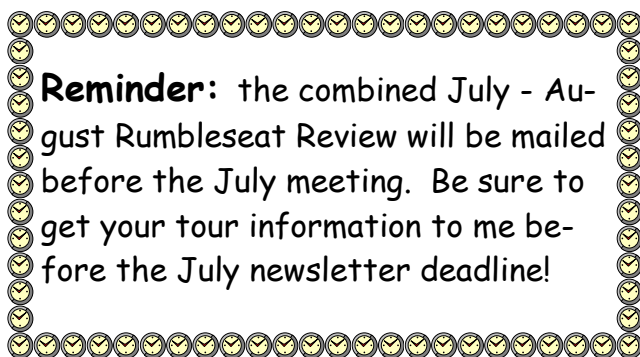 Reminder: the combined July - Au-
gust Rumbleseat Review will be mailed
before the July meeting. Be sure to
get your tour information to me be-
fore the July newsletter deadline!